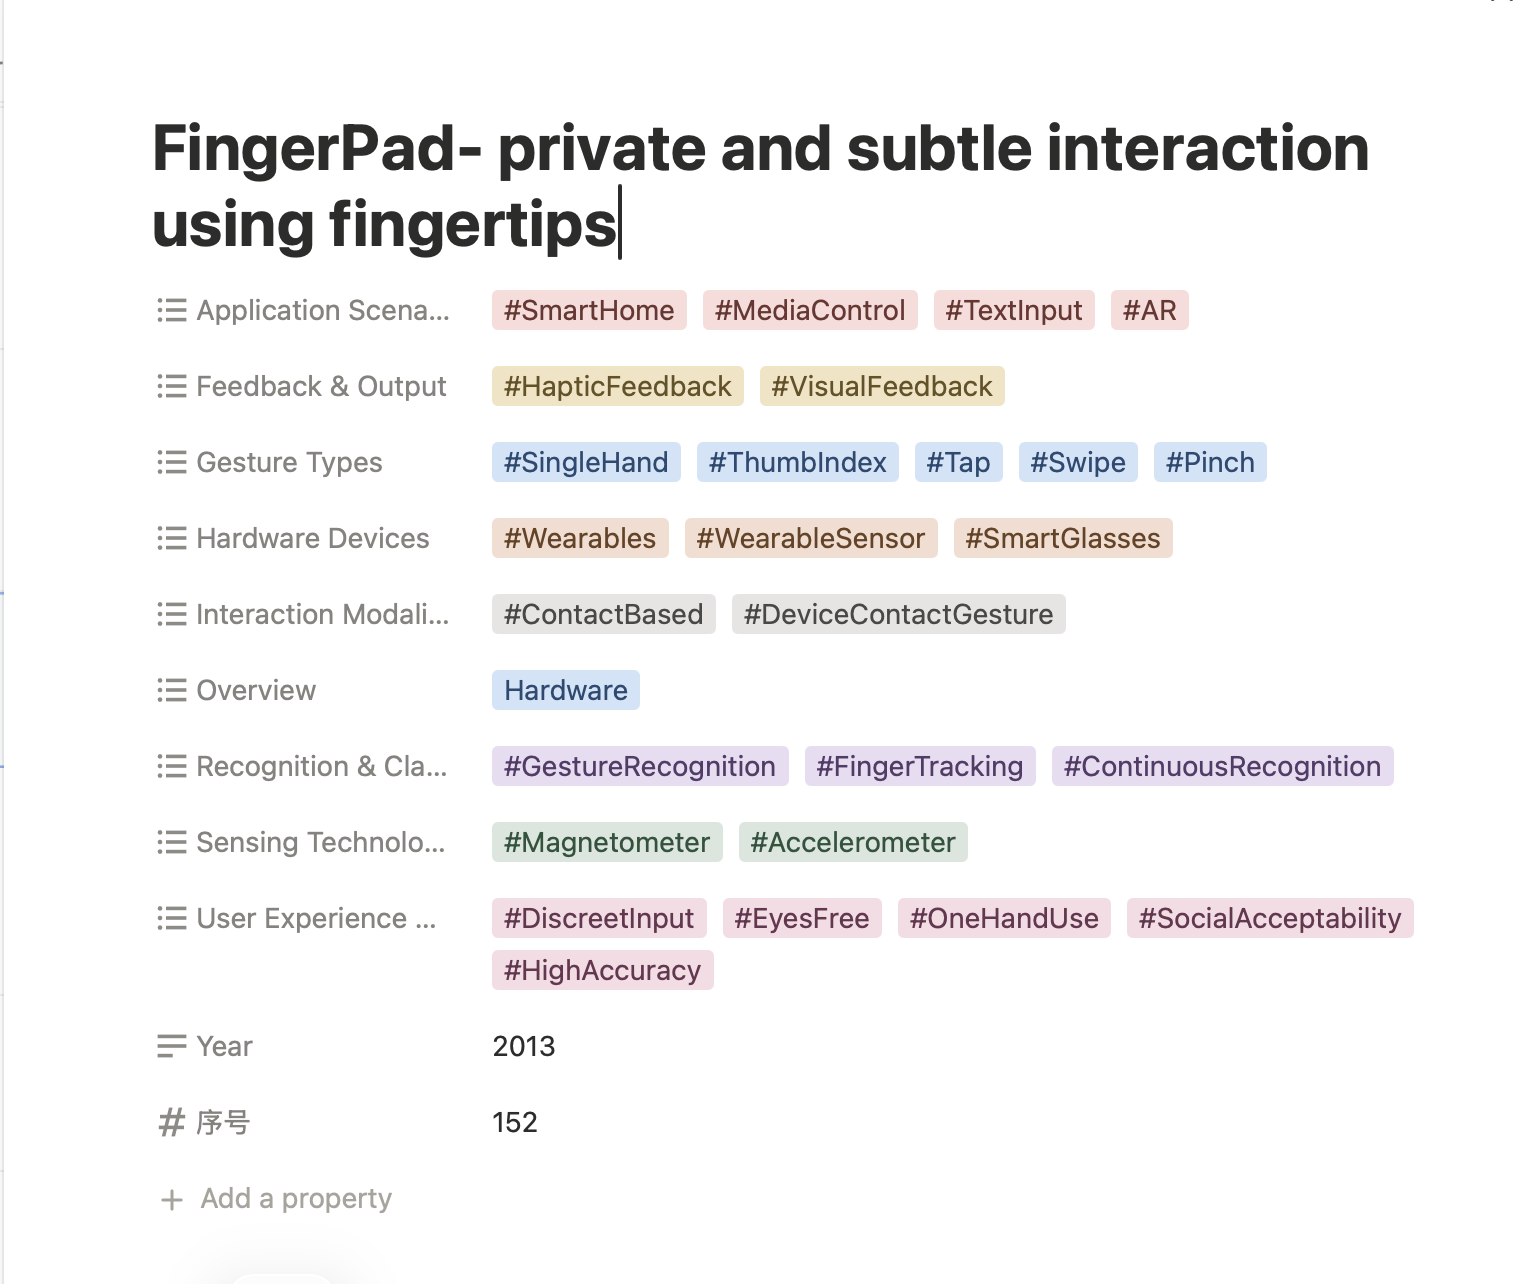 FingerPad- private and subtle interaction
using fingertips
Application Scena... #SmartHome #MediaControl #TextInput #AR
Feedback & Output #HapticFeedback #VisualFeedback
Gesture Types #SingleHand #ThumbIndex #Tap #Swipe #Pinch
Hardware Devices #Wearables #WearableSensor #SmartGlasses
Interaction Modali... #ContactBased #DeviceContactGesture
Overview Hardware
Recognition & Cla... #GestureRecognition #FingerTracking #ContinuousRecognition
Sensing Technolo... #Magnetometer #Accelerometer
User Experience ... #DiscreetInput #EyesFree #OneHandUse #SocialAcceptability
#HighAccuracy
Year 2013
# 序号 152
+ Add a property